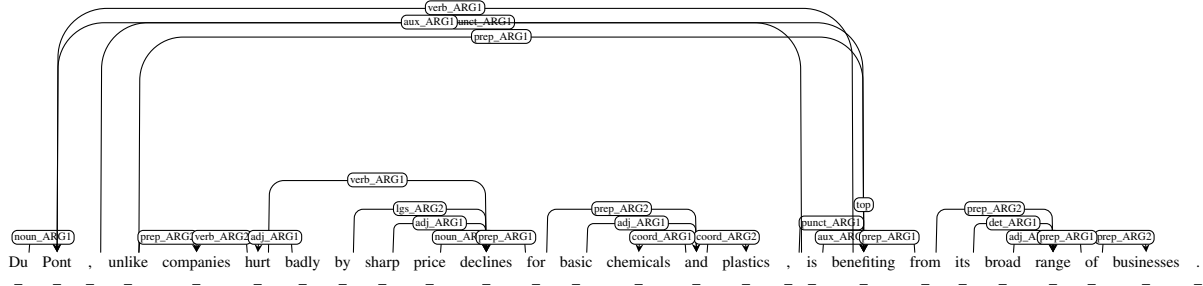 verb_ARG1
aux_ARG1 punct_ARG1
prep_ARG1
verb_ARG1
top
lgs_ARG2 prep_ARG2 prep_ARG2
adj_ARG1 adj_ARG1 punct_ARG1 det_ARG1
noun_ARG1 verb_ARG2 adj_ARG1 prep_ARG1 coord_ARG1 coord_ARG2 prep_ARG1 prep_ARG1 prep_ARG2
Du Pont , unlike companies hurt badly by sharp price declines for basic chemicals and plastics , is benefiting from its broad range of businesses .
_ _ _ _ _ _ _ _ _ _ _ _ _ _ _ _ _ _ _ _ _ _ _ _ _ _ _